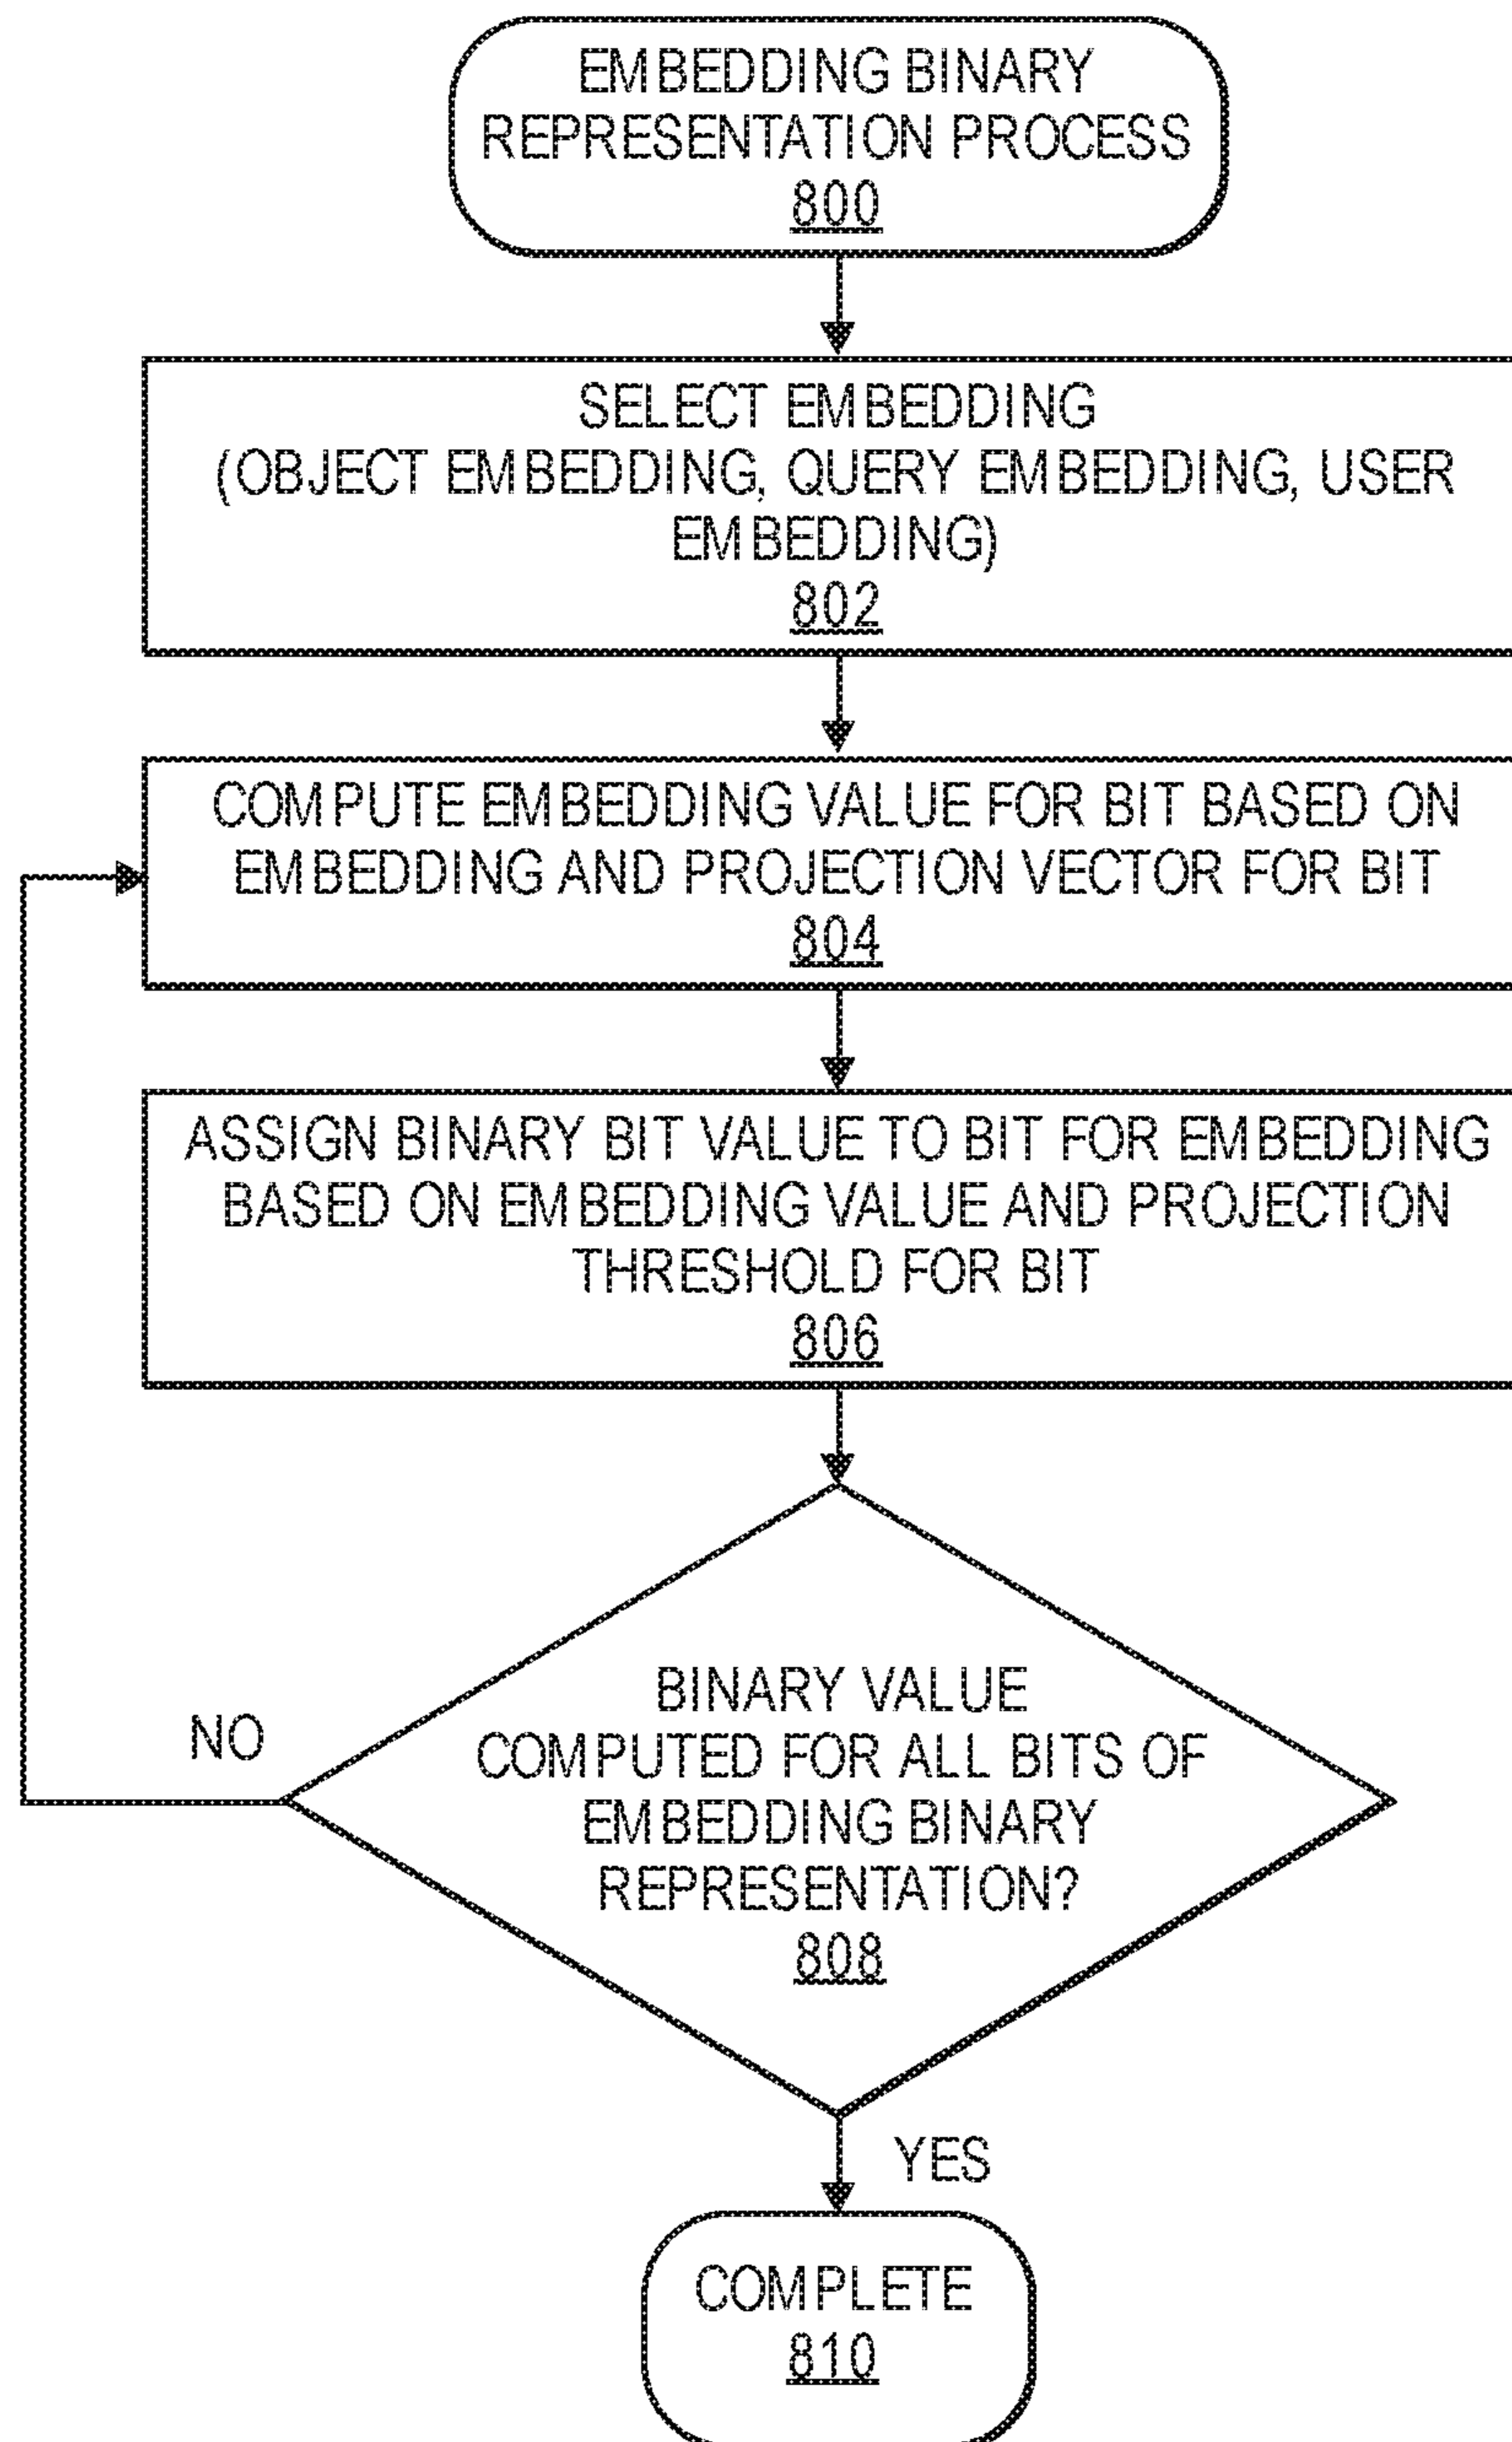 EMBEDDING BINARY
REPRESENTATION PROCESS
800
SELECT EMBEDDING
(OBJECT EMBEDDING, QUERY EMBEDDING, USER
EMBEDDING)
802
COMPUTE EMBEDDING VALUE FOR BIT BASED ON
EMBEDDING AND PROJECTION VECTOR FOR BIT
804
ASSIGN BINARY BIT VALUE TO BIT FOR EMBEDDING
BASED ON EMBEDDING VALUE AND PROJECTION
THRESHOLD FOR BIT
806
BINARY VALUE
COMPUTED FOR ALL BITS OF
EMBEDDING BINARY
REPRESENTATION?
808
NO
YES
COMPLETE
810